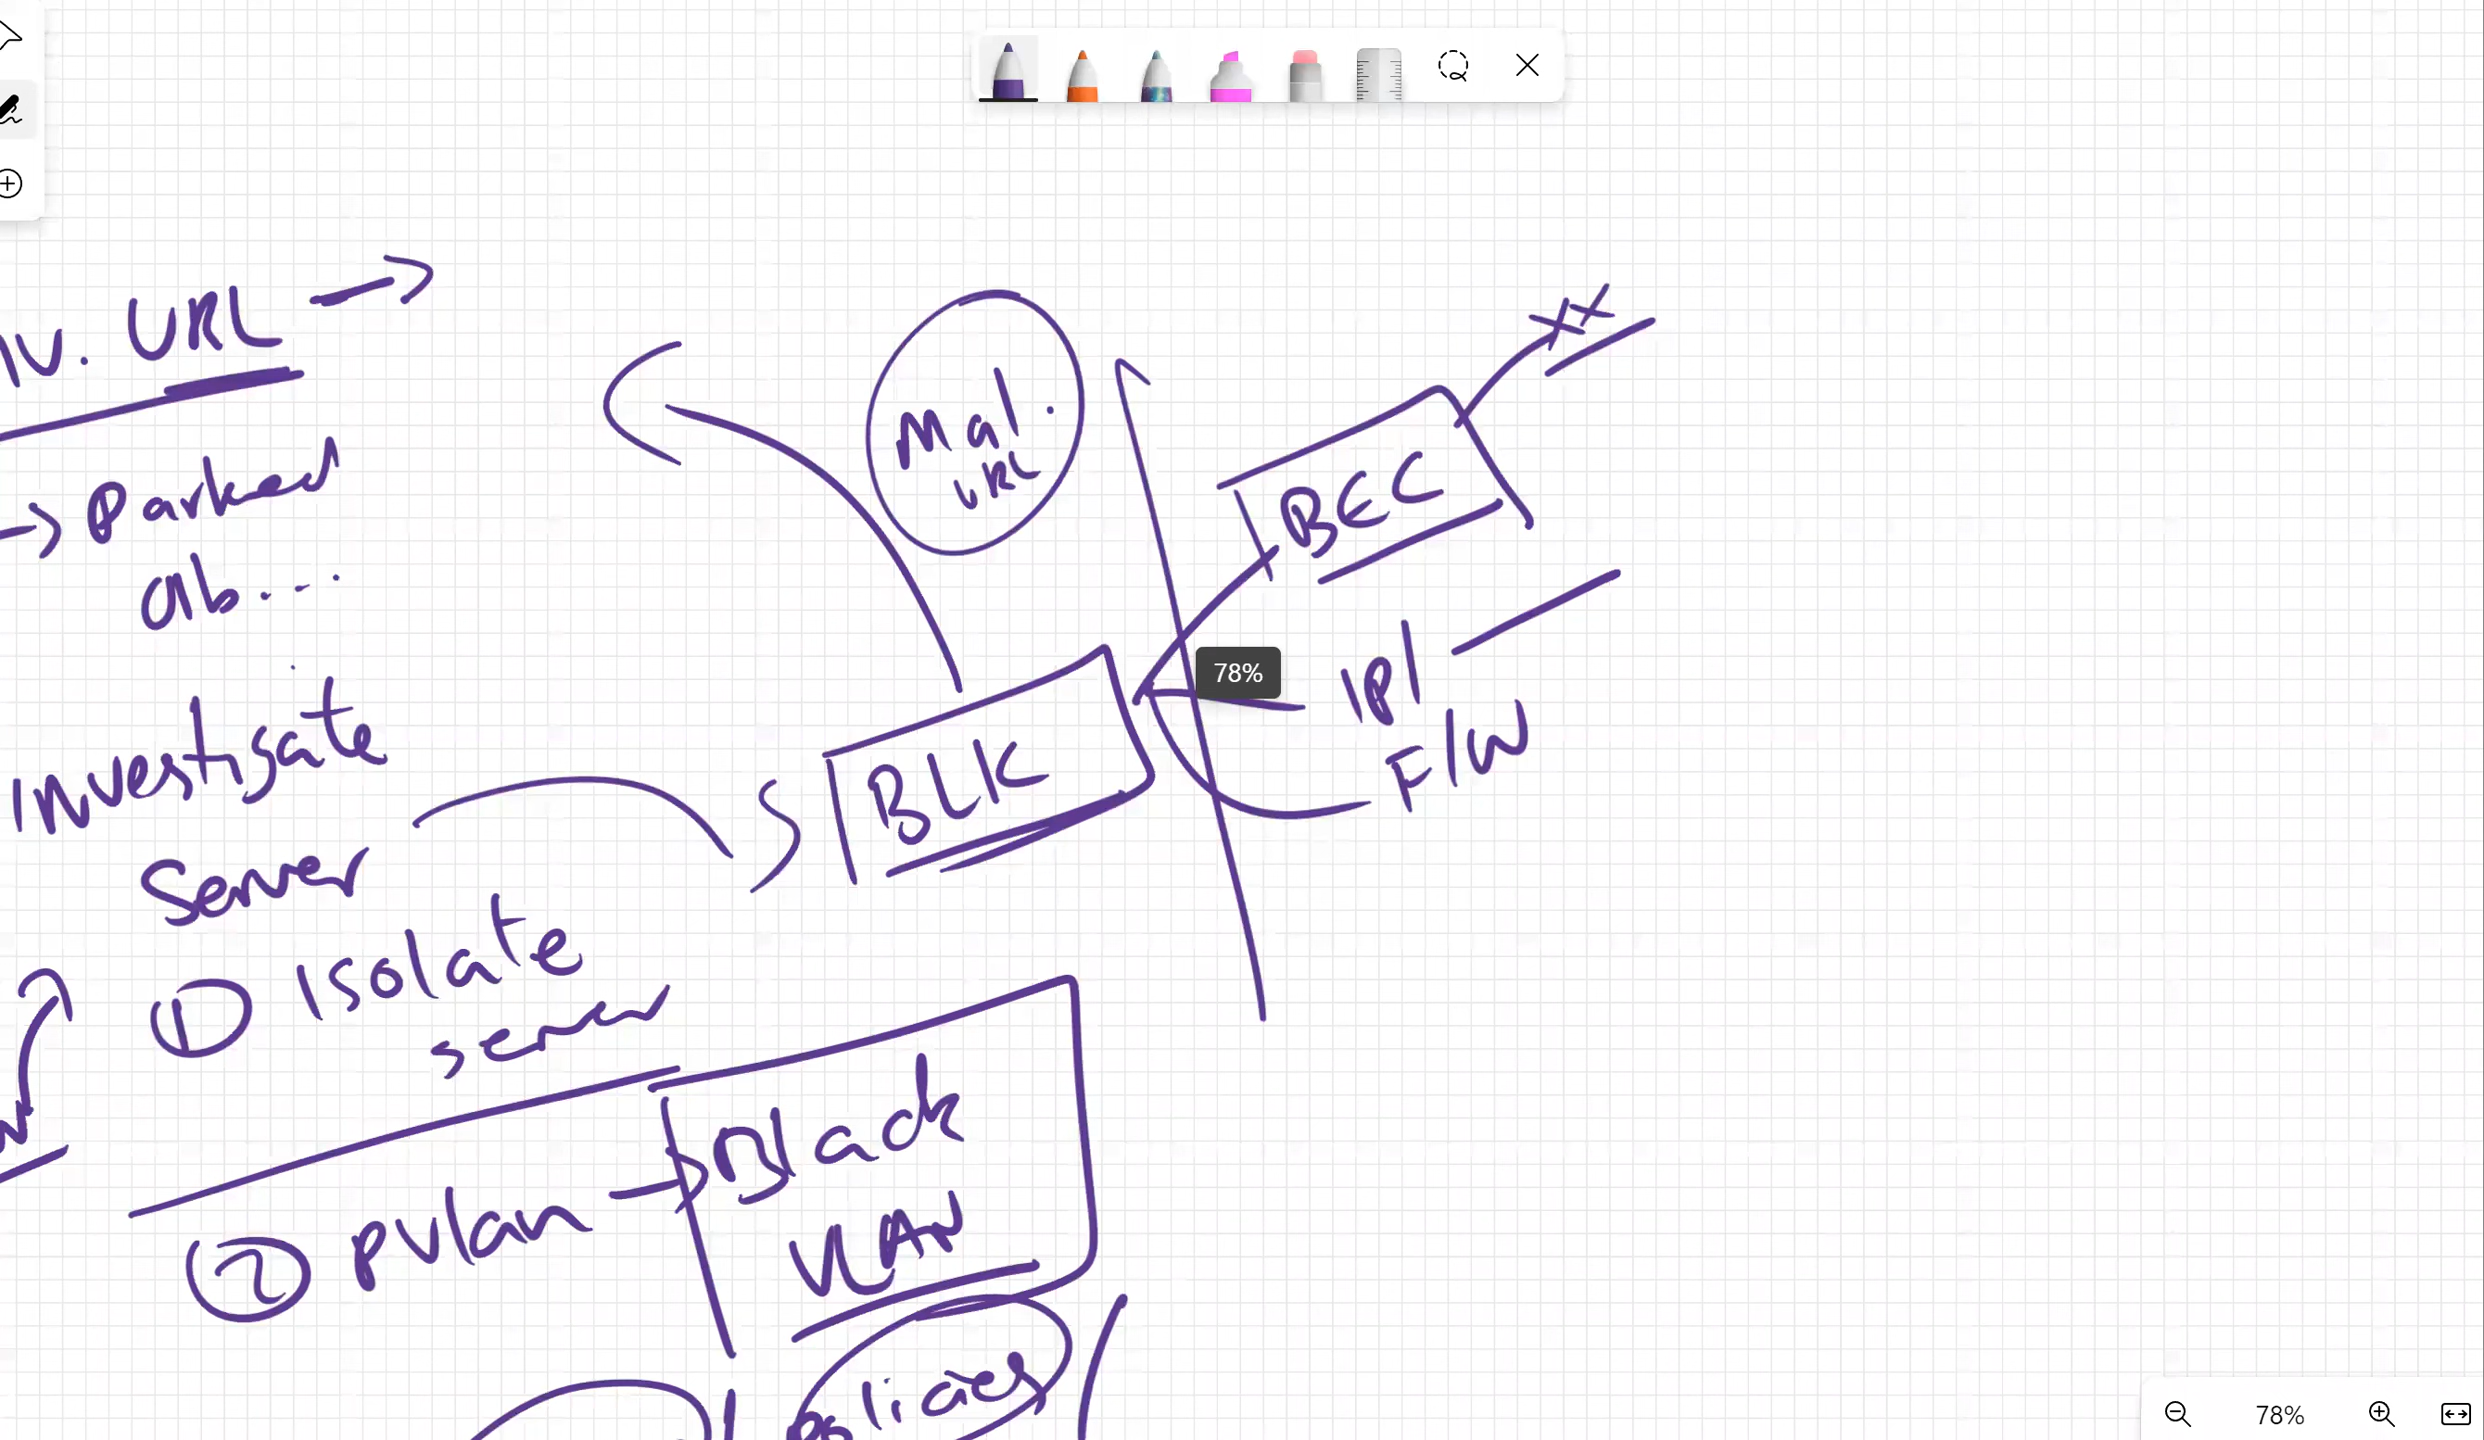 IV. URL →
→ Parked
ab...
Mal.
URL
XX
BEC
78%
IP/
F/W
BLK
Investigate
Server
① Isolate
server
② pvlan → Black
VLAN
policies
78%